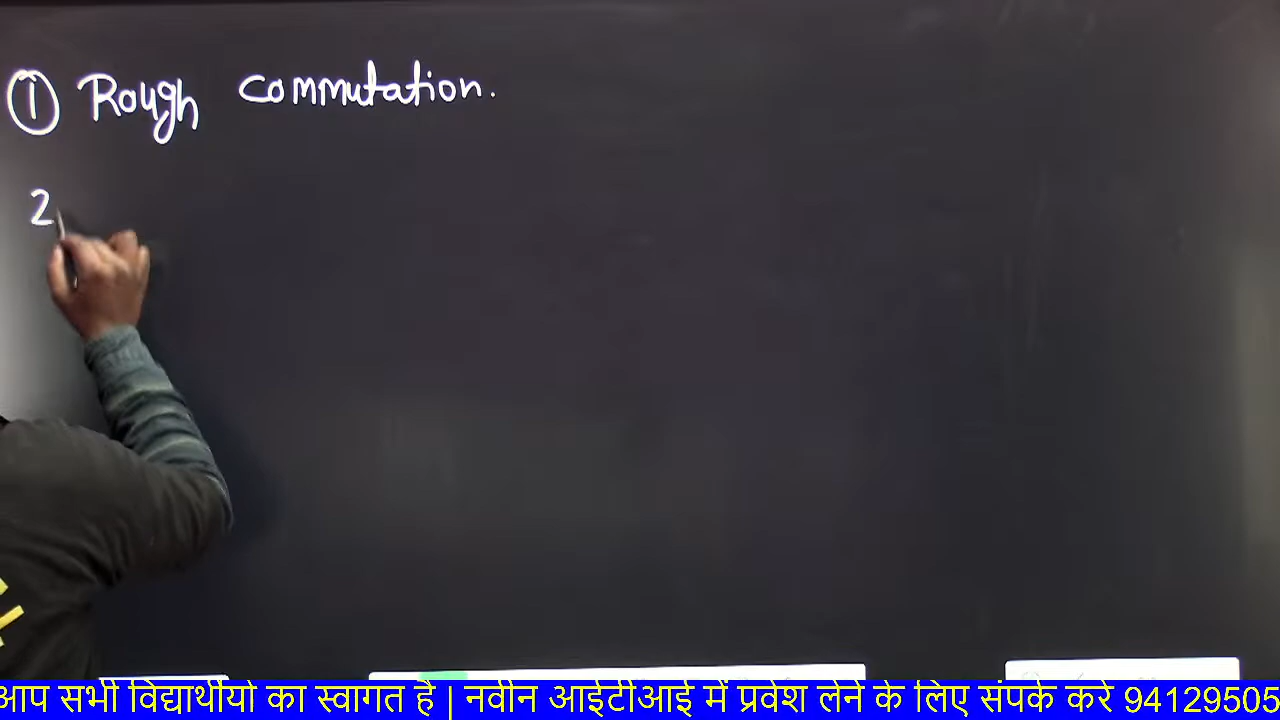 ① Rough commutation.
2
आप सभी विद्यार्थीयो का स्वागत है | नवीन आईटीआई में प्रवेश लेने के लिए संपर्क करे 94129505